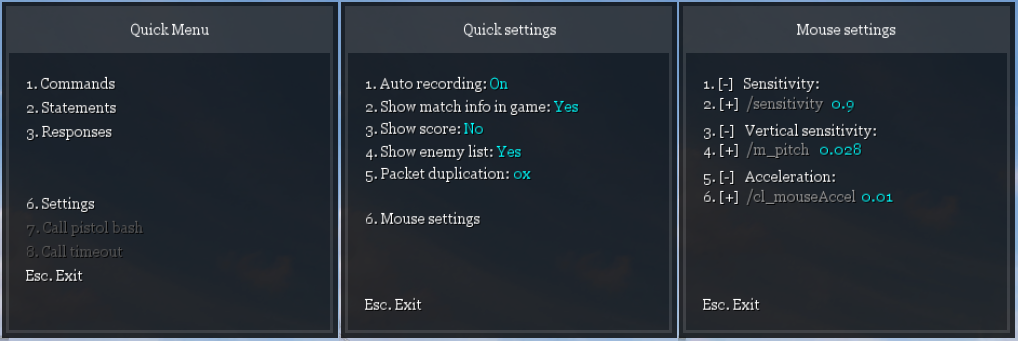 Quick Menu
1. Commands
2. Statements
3. Responses
6. Settings
7. Call pistol bash
8. Call timeout
Esc. Exit
Quick settings
1. Auto recording: On
2. Show match info in game: Yes
3. Show score: No
4. Show enemy list: Yes
5. Packet duplication: 0x
6. Mouse settings
Esc. Exit
Mouse settings
1. [-] Sensitivity:
2. [+] /sensitivity 0.9
3. [-] Vertical sensitivity:
4. [+] /m_pitch 0.028
5. [-] Acceleration:
6. [+] /cl_mouseAccel 0.01
Esc. Exit